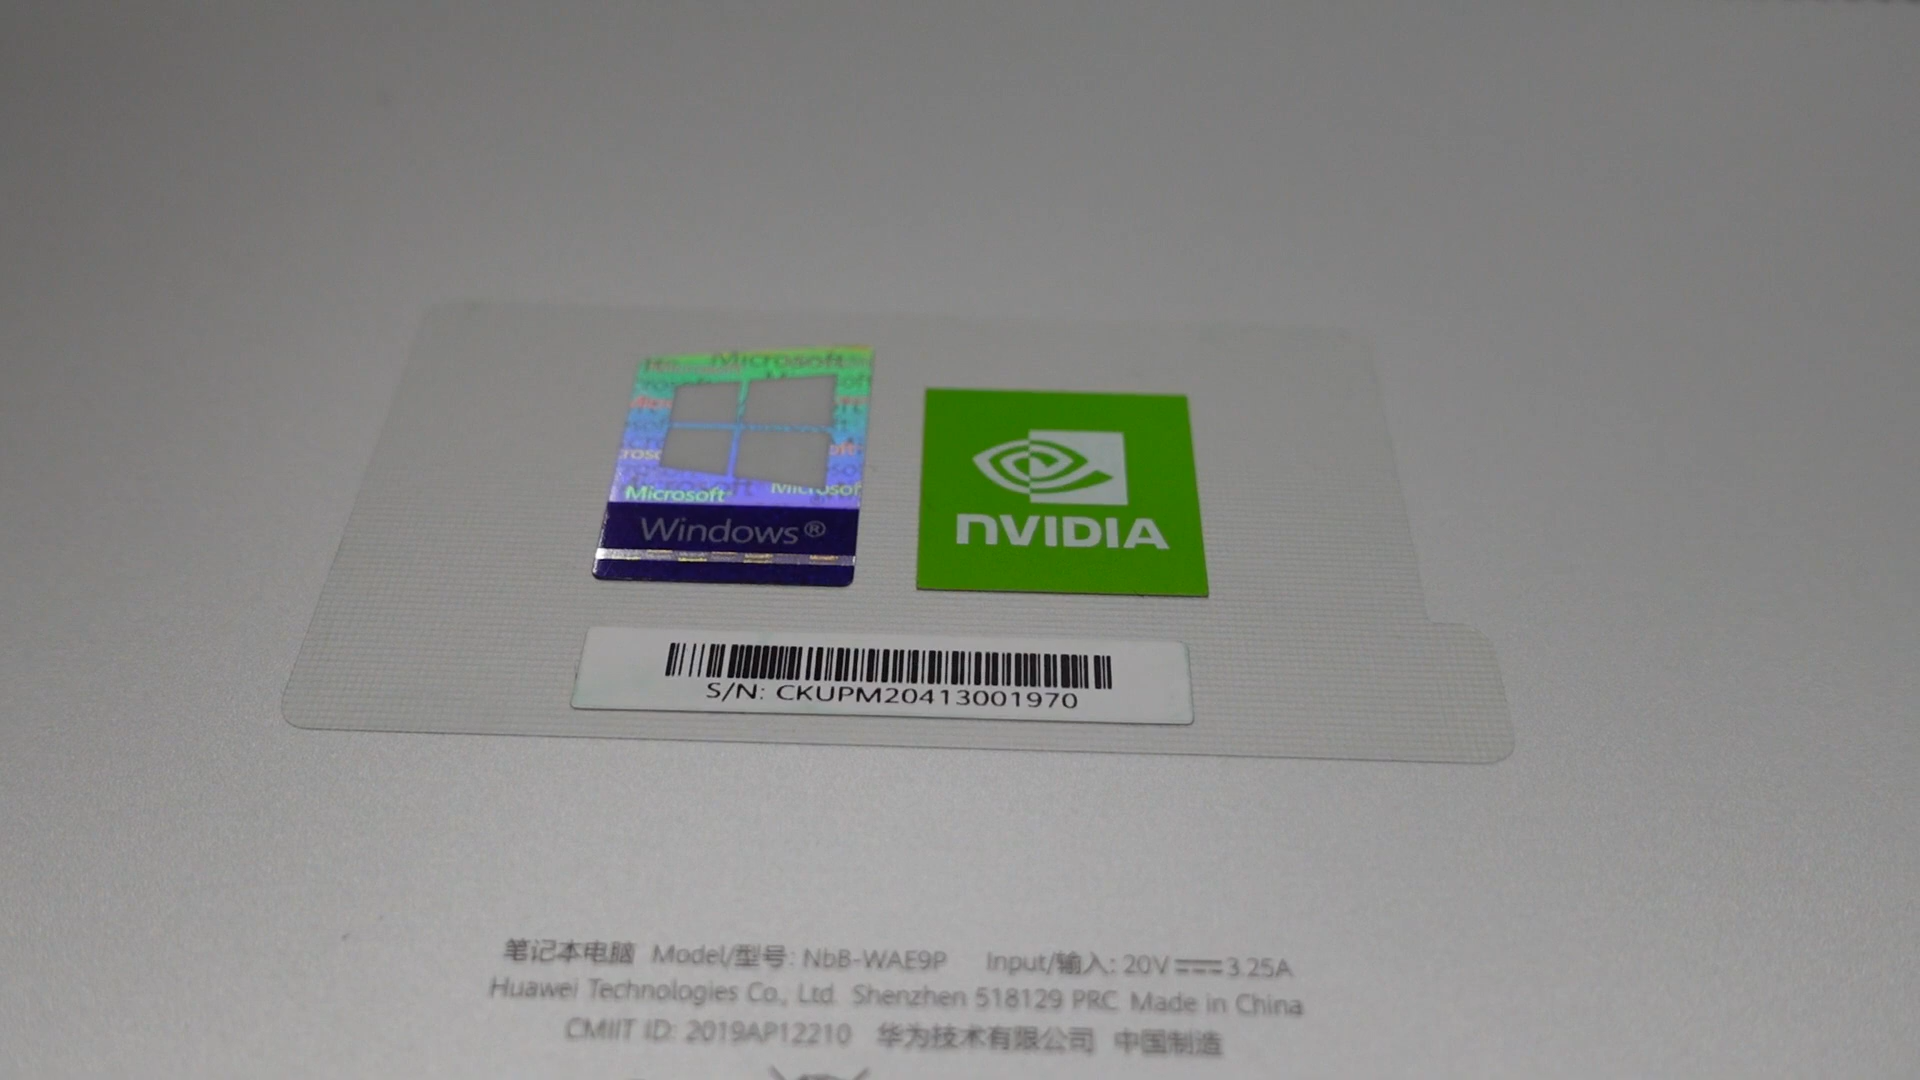 Microsoft
Microsoft
Microsoft
Windows®
NVIDIA
S/N: CKUPM20413001970
笔记本电脑 Model/型号: NbB-WAE9P Input/输入: 20V⎓3.25A
Huawei Technologies Co., Ltd. Shenzhen 518129 PRC Made in China
CMIIT ID: 2019AP12210 华为技术有限公司 中国制造